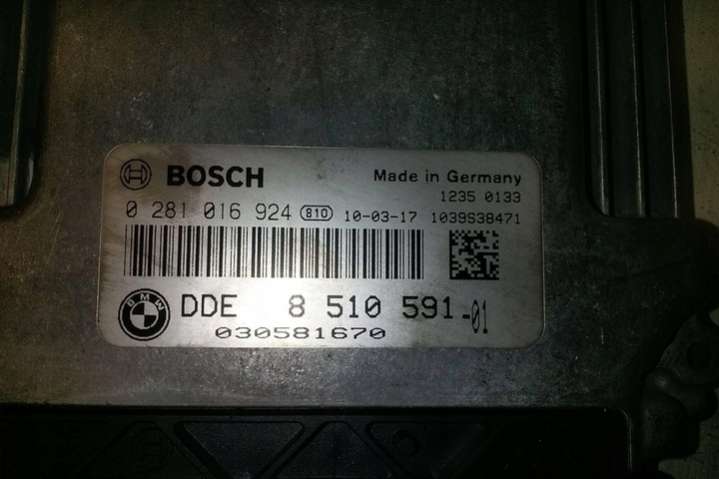 BOSCH Made in Germany
1235 0133
0 281 016 924 810 10-03-17 1039S38471
BMW DDE 8 510 591-01
030581670